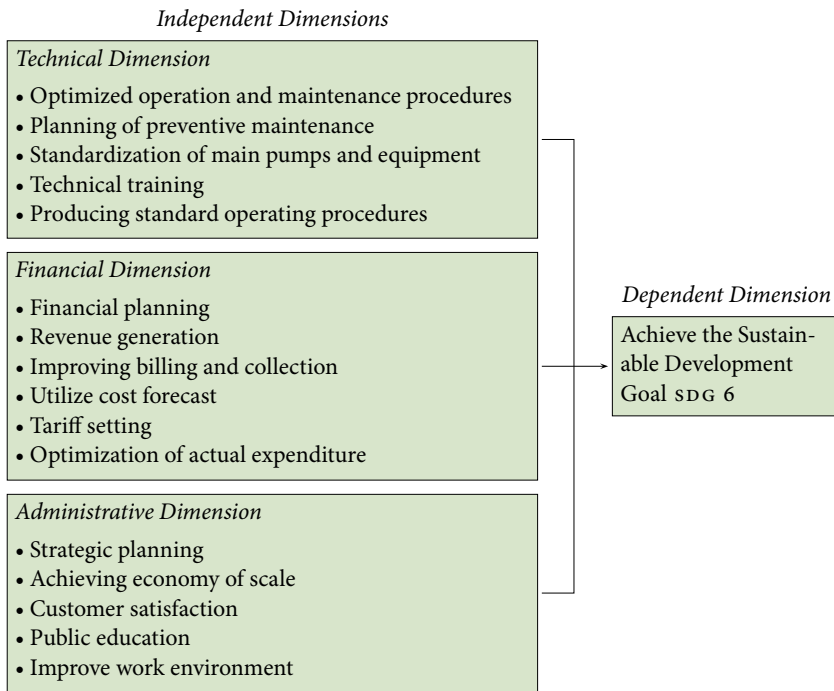 Independent Dimensions
Technical Dimension
• Optimized operation and maintenance procedures
• Planning of preventive maintenance
• Standardization of main pumps and equipment
• Technical training
• Producing standard operating procedures
Financial Dimension
• Financial planning
• Revenue generation
• Improving billing and collection
• Utilize cost forecast
• Tariff setting
• Optimization of actual expenditure
Administrative Dimension
• Strategic planning
• Achieving economy of scale
• Customer satisfaction
• Public education
• Improve work environment
Dependent Dimension
Achieve the Sustain-
able Development
Goal SDG 6